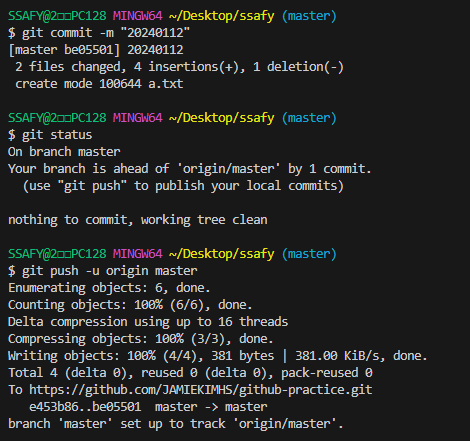 SSAFY@2□□PC128 MINGW64 ~/Desktop/ssafy (master)
$ git commit -m "20240112"
[master be05501] 20240112
 2 files changed, 4 insertions(+), 1 deletion(-)
 create mode 100644 a.txt

SSAFY@2□□PC128 MINGW64 ~/Desktop/ssafy (master)
$ git status
On branch master
Your branch is ahead of 'origin/master' by 1 commit.
  (use "git push" to publish your local commits)

nothing to commit, working tree clean

SSAFY@2□□PC128 MINGW64 ~/Desktop/ssafy (master)
$ git push -u origin master
Enumerating objects: 6, done.
Counting objects: 100% (6/6), done.
Delta compression using up to 16 threads
Compressing objects: 100% (3/3), done.
Writing objects: 100% (4/4), 381 bytes | 381.00 KiB/s, done.
Total 4 (delta 0), reused 0 (delta 0), pack-reused 0
To https://github.com/JAMIEKIMHS/github-practice.git
   e453b86..be05501  master -> master
branch 'master' set up to track 'origin/master'.